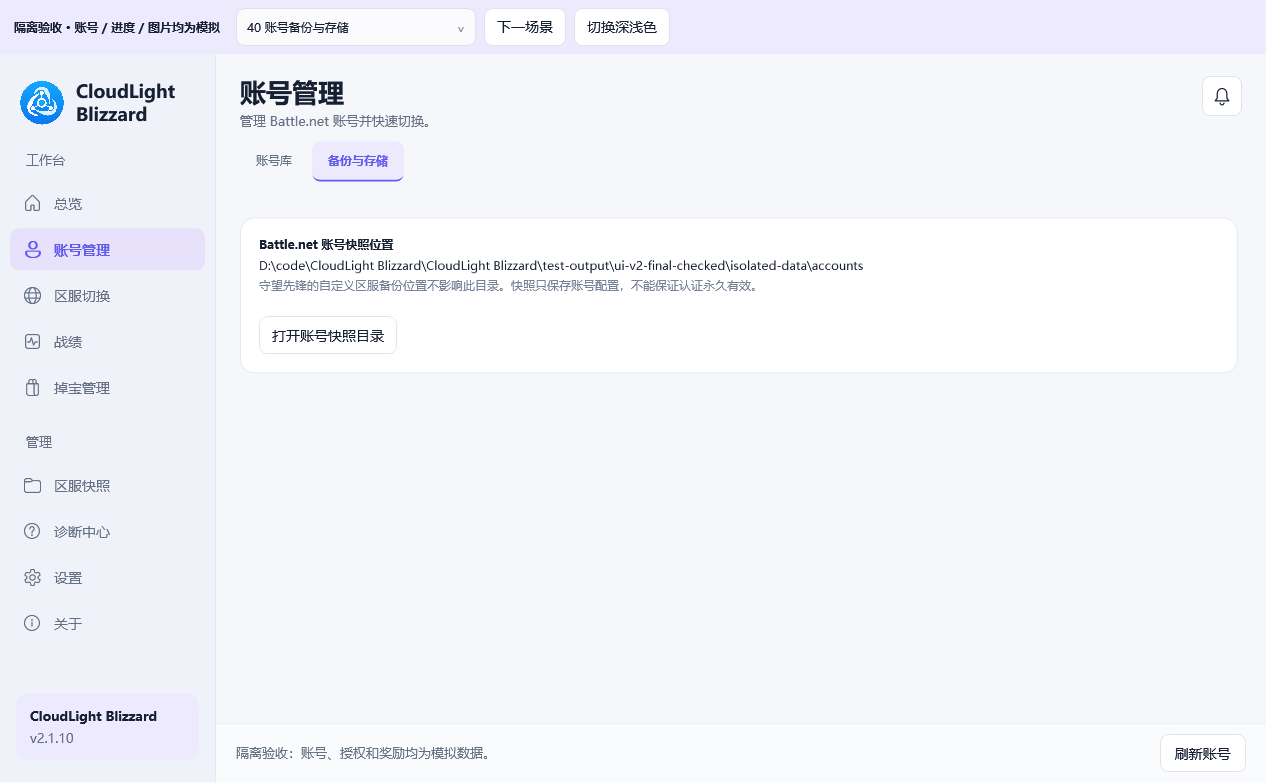 隔离验收 • 账号 / 进度 / 图片均为模拟
40 账号备份与存储
下一场景
切换深浅色
CloudLight
Blizzard
工作台
总览
账号管理
区服切换
战绩
掉宝管理
管理
区服快照
诊断中心
设置
关于
CloudLight Blizzard
v2.1.10
账号管理
管理 Battle.net 账号并快速切换。
账号库
备份与存储
Battle.net 账号快照位置
D:\code\CloudLight Blizzard\CloudLight Blizzard\test-output\ui-v2-final-checked\isolated-data\accounts
守望先锋的自定义区服备份位置不影响此目录。快照只保存账号配置，不能保证认证永久有效。
打开账号快照目录
隔离验收：账号、授权和奖励均为模拟数据。
刷新账号